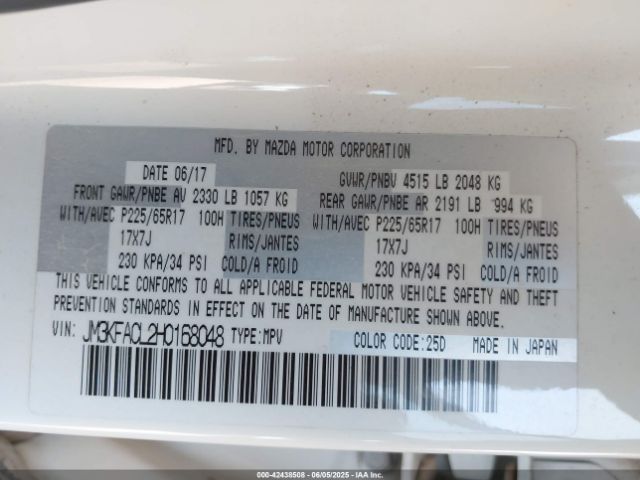 MFD. BY MAZDA MOTOR CORPORATION
DATE 06/17
GVWR/PNBV 4515 LB 2048 KG
FRONT GAWR/PNBE AV 2330 LB 1057 KG
REAR GAWR/PNBE AR 2191 LB 994 KG
WITH/AVEC P225/65R17 100H TIRES/PNEUS
WITH/AVEC P225/65R17 100H TIRES/PNEUS
17X7J RIMS/JANTES
17X7J RIMS/JANTES
230 KPA/34 PSI COLD/A FROID
230 KPA/34 PSI COLD/A FROID
THIS VEHICLE CONFORMS TO ALL APPLICABLE FEDERAL MOTOR VEHICLE SAFETY AND THEFT
PREVENTION STANDARDS IN EFFECT ON THE DATE OF MANUFACTURE SHOWN ABOVE.
VIN: JM3KFACL2H0168048 TYPE:MPV
COLOR CODE:25D MADE IN JAPAN
000-42438508 - 06/05/2025 - IAAI.COM